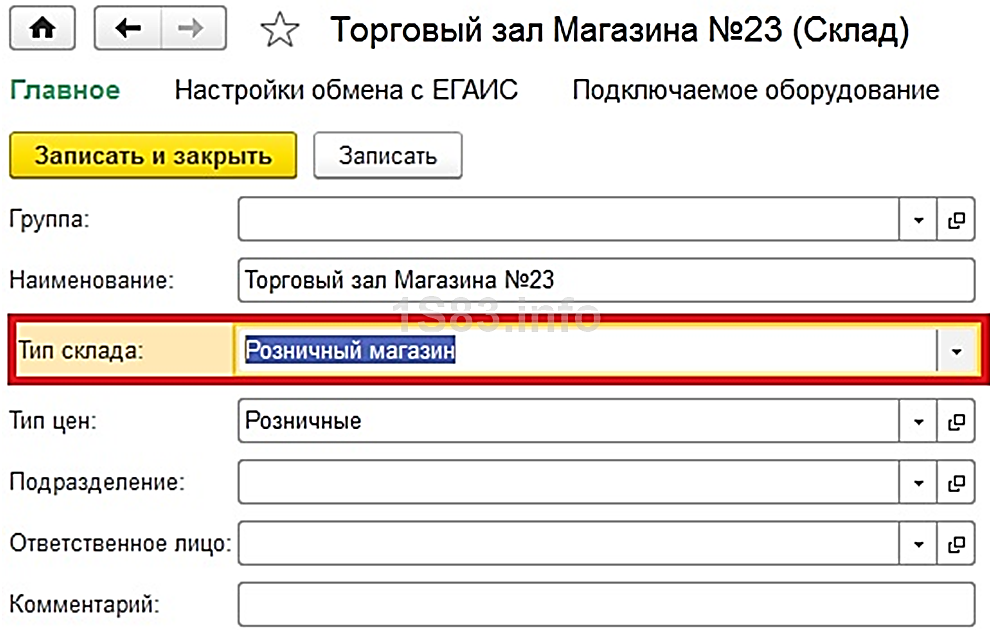 Торговый зал Магазина №23 (Склад)
Главное Настройки обмена с ЕГАИС Подключаемое оборудование
Записать и закрыть Записать
Группа:
Наименование: Торговый зал Магазина №23
1S83.info
Тип склада: Розничный магазин
Тип цен: Розничные
Подразделение:
Ответственное лицо:
Комментарий: